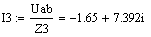 I3 := Uab / Z3 = −1.65 + 7.392i